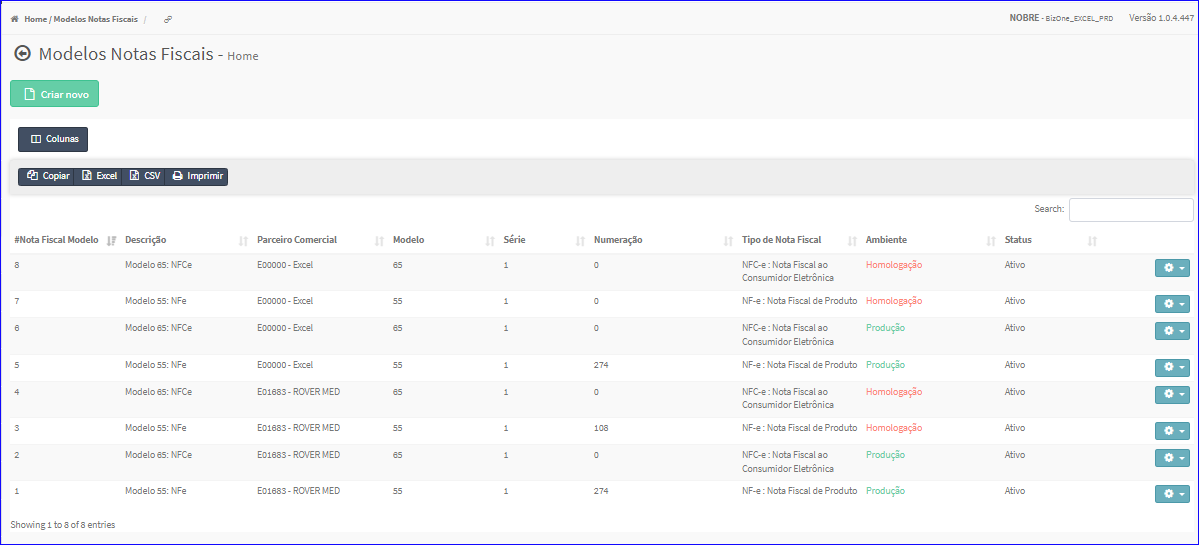 Home / Modelos Notas Fiscais /
NOBRE - BizOne_EXCEL_PRD Versão 1.0.4.447
Modelos Notas Fiscais - Home
Criar novo
Colunas
Copiar Excel CSV Imprimir
Search:
#Nota Fiscal Modelo Descrição Parceiro Comercial Modelo Série Numeração Tipo de Nota Fiscal Ambiente Status
8 Modelo 65: NFCe E00000 - Excel 65 1 0 NFC-e : Nota Fiscal ao Homologação Ativo
Consumidor Eletrônica
7 Modelo 55: NFe E00000 - Excel 55 1 0 NF-e : Nota Fiscal de Produto Homologação Ativo
6 Modelo 65: NFCe E00000 - Excel 65 1 0 NFC-e : Nota Fiscal ao Produção Ativo
Consumidor Eletrônica
5 Modelo 55: NFe E00000 - Excel 55 1 274 NF-e : Nota Fiscal de Produto Produção Ativo
4 Modelo 65: NFCe E01683 - ROVER MED 65 1 0 NFC-e : Nota Fiscal ao Homologação Ativo
Consumidor Eletrônica
3 Modelo 55: NFe E01683 - ROVER MED 55 1 108 NF-e : Nota Fiscal de Produto Homologação Ativo
2 Modelo 65: NFCe E01683 - ROVER MED 65 1 0 NFC-e : Nota Fiscal ao Produção Ativo
Consumidor Eletrônica
1 Modelo 55: NFe E01683 - ROVER MED 55 1 274 NF-e : Nota Fiscal de Produto Produção Ativo
Showing 1 to 8 of 8 entries